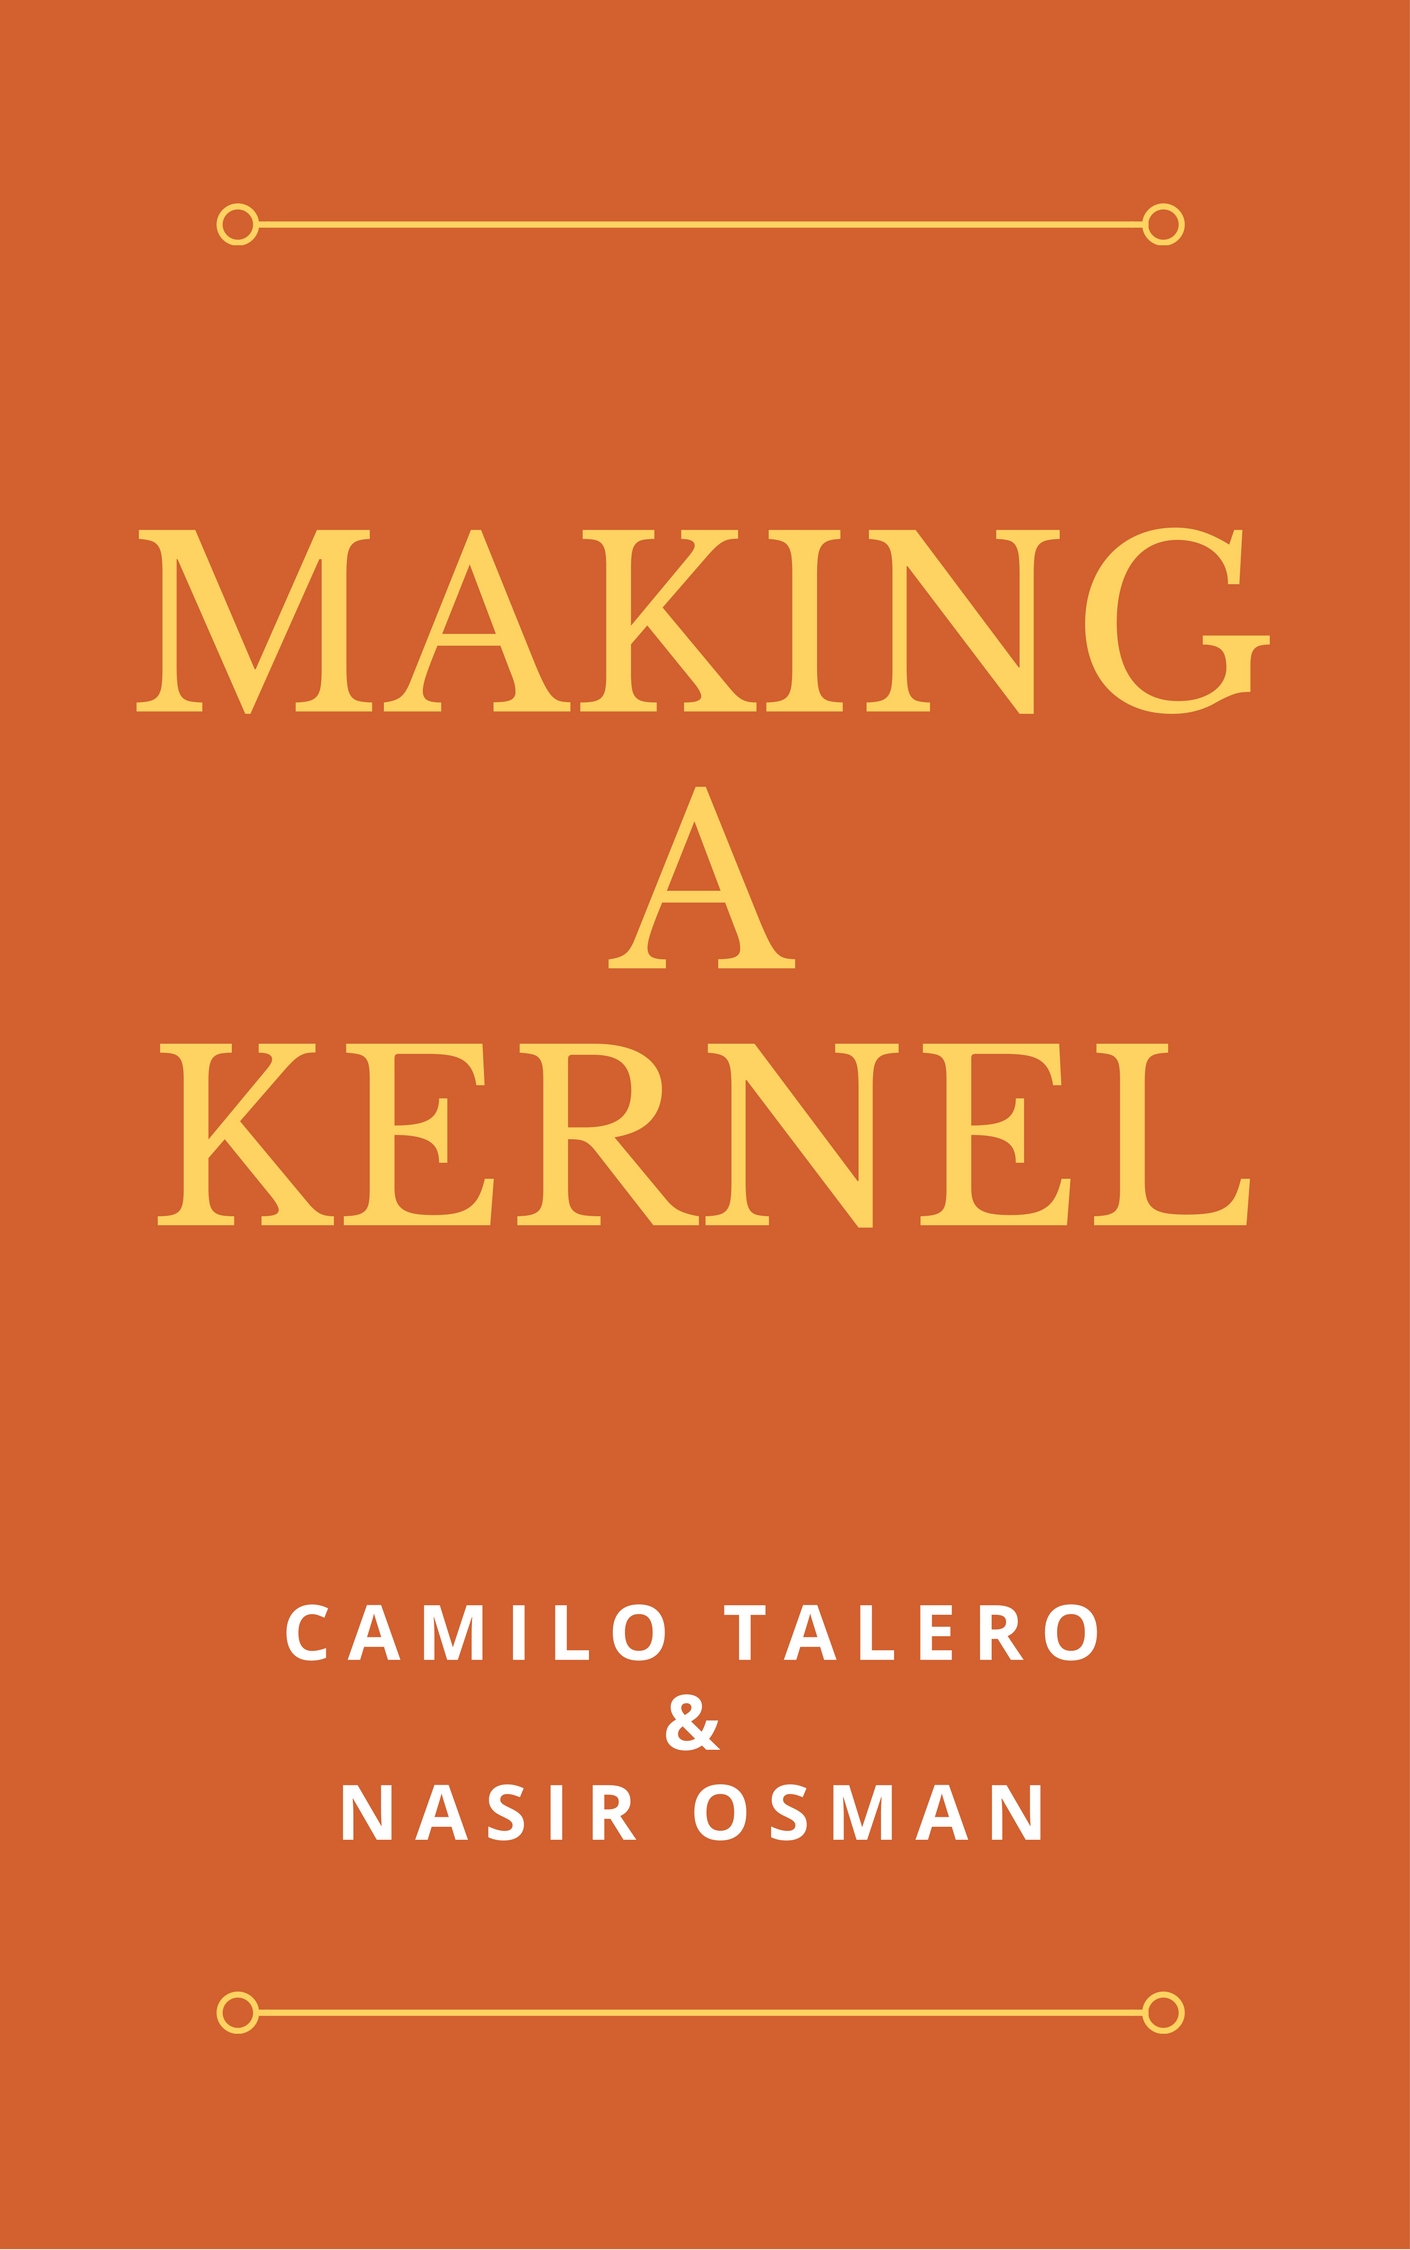 MAKING
A
KERNEL
CAMILO TALERO
&
NASIR OSMAN